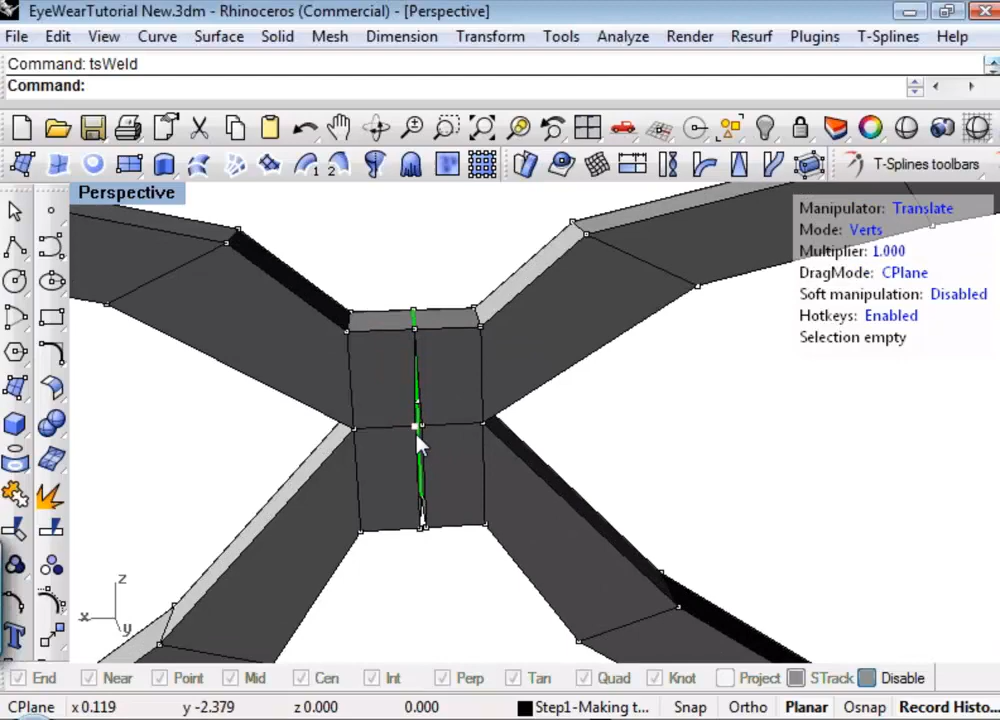 EyeWearTutorial New.3dm - Rhinoceros (Commercial) - [Perspective]
File Edit View Curve Surface Solid Mesh Dimension Transform Tools Analyze Render Resurf Plugins T-Splines Help
Command: tsWeld
Command:
1 2 T-Splines toolbars
Perspective
Manipulator: Translate
Mode: Verts
Multiplier: 1.000
DragMode: CPlane
Soft manipulation: Disabled
Hotkeys: Enabled
Selection empty
z
x
y
T
End Near Point Mid Cen Int Perp Tan Quad Knot Project STrack Disable
CPlane x 0.119 y -2.379 z 0.000 0.000 Step1-Making t... Snap Ortho Planar Osnap Record Histo...